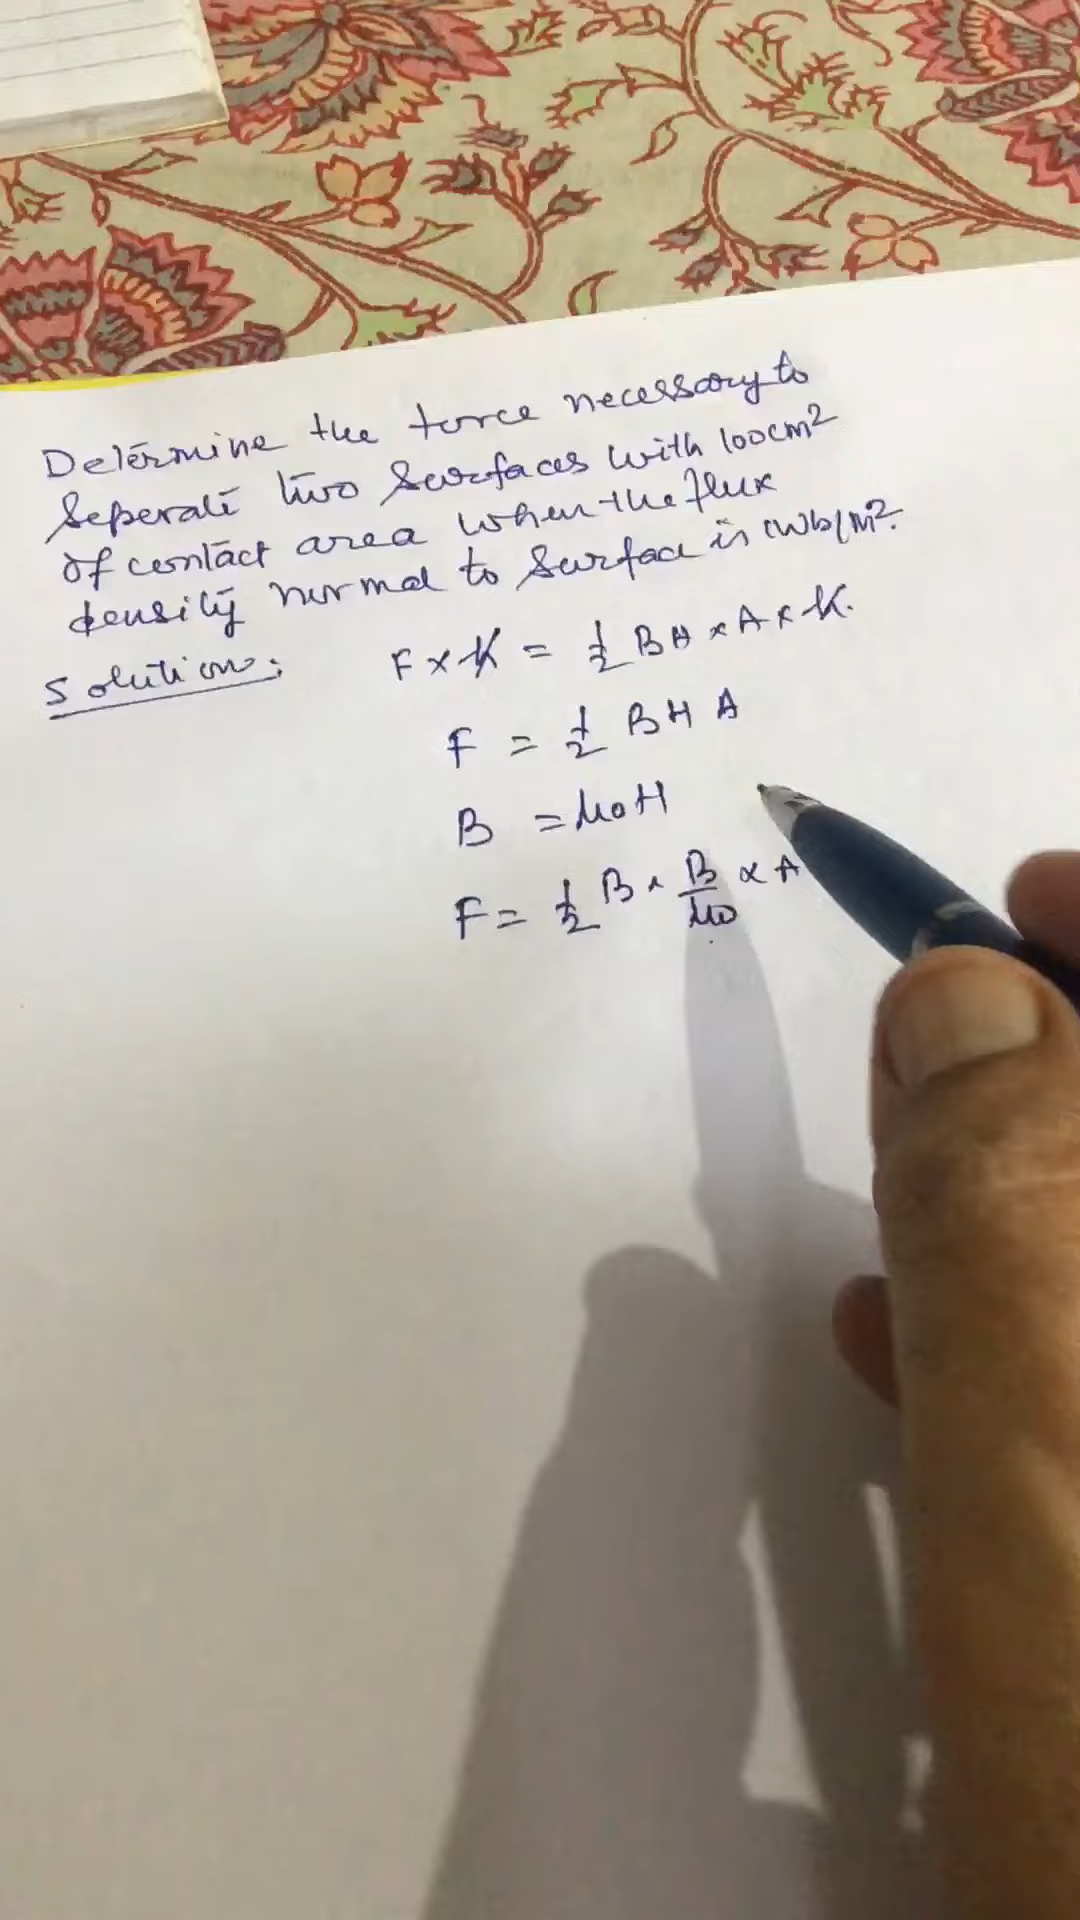 Determine the force necessary to
Seperate two Surfaces with 100cm²
of contact area when the flux
density normal to Surface is 1Wb/m².
Solution: F × x = 1/2 BH × A × x.
F = 1/2 BH A
B = μ0H
F = 1/2 B × B/μ0 × A